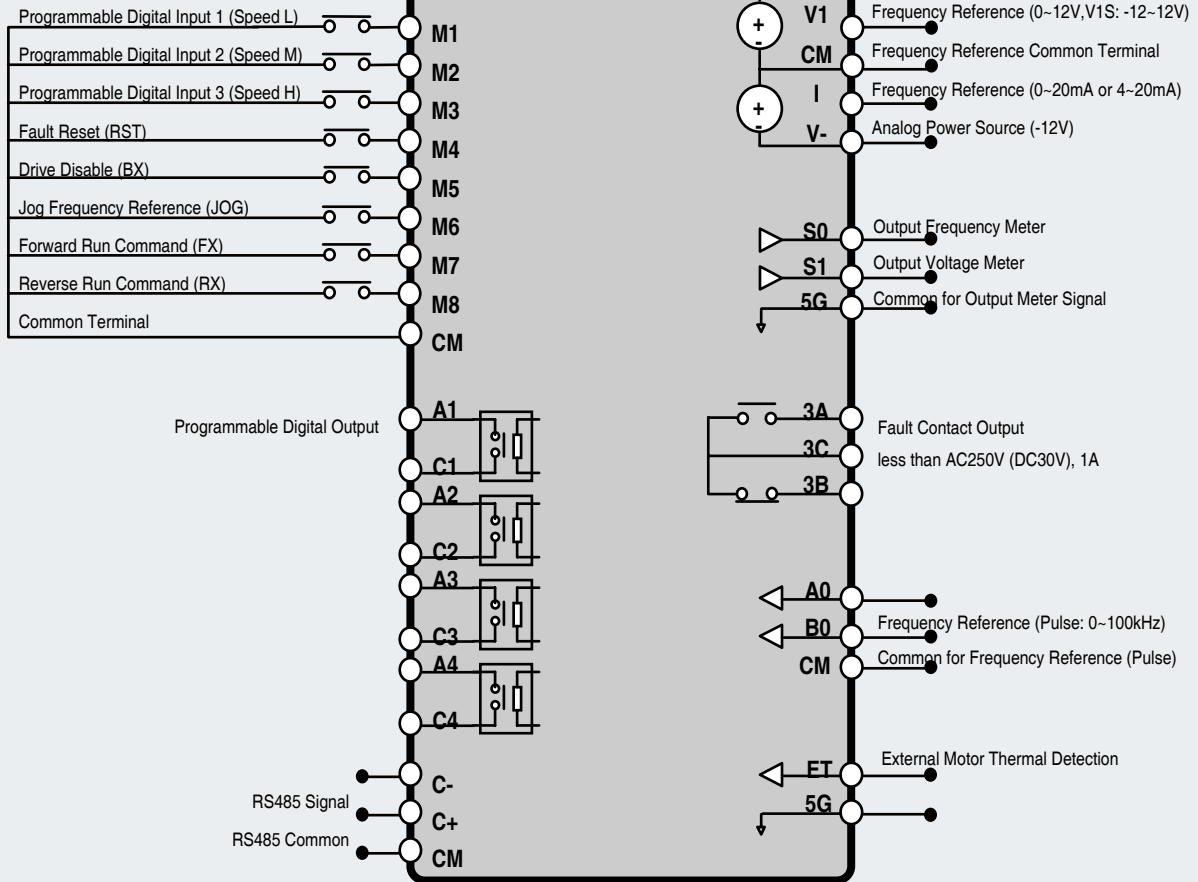 Programmable Digital Input 1 (Speed L)
M1
Programmable Digital Input 2 (Speed M)
M2
Programmable Digital Input 3 (Speed H)
M3
Fault Reset (RST)
M4
Drive Disable (BX)
M5
Jog Frequency Reference (JOG)
M6
Forward Run Command (FX)
M7
Reverse Run Command (RX)
M8
Common Terminal
CM
Programmable Digital Output
A1
C1
A2
C2
A3
C3
A4
C4
C-
RS485 Signal
C+
RS485 Common
CM
+
-
V1
Frequency Reference (0~12V,V1S: -12~12V)
CM
Frequency Reference Common Terminal
+
-
I
Frequency Reference (0~20mA or 4~20mA)
V-
Analog Power Source (-12V)
S0
Output Frequency Meter
S1
Output Voltage Meter
5G
Common for Output Meter Signal
3A
Fault Contact Output
3C
less than AC250V (DC30V), 1A
3B
A0
B0
Frequency Reference (Pulse: 0~100kHz)
CM
Common for Frequency Reference (Pulse)
ET
External Motor Thermal Detection
5G